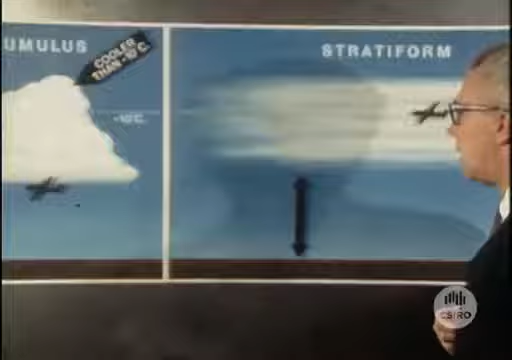 UMULUS
COOLER
THAN -10°C.
-10°C.
STRATIFORM
CSIRO